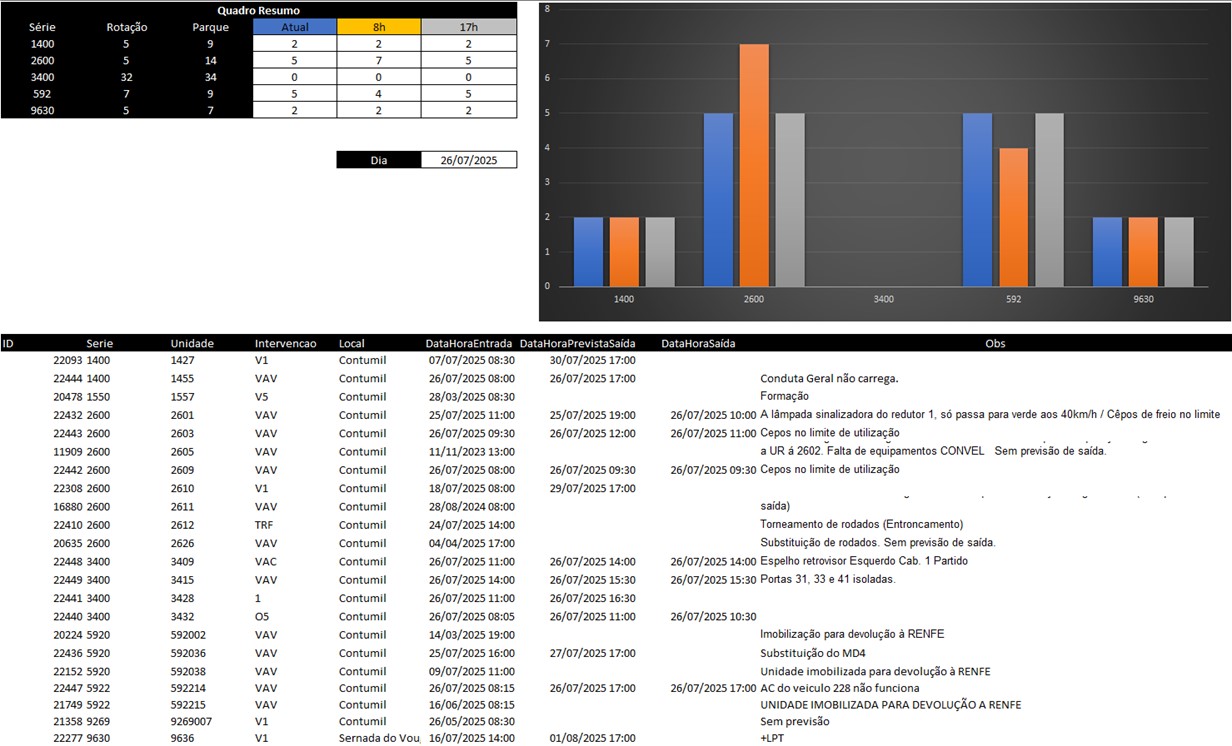 Quadro Resumo
Série Rotação Parque Atual 8h 17h
1400 5 9 2 2 2
2600 5 14 5 7 5
3400 32 34 0 0 0
592 7 9 5 4 5
9630 5 7 2 2 2
Dia 26/07/2025
8
7
6
5
4
3
2
1
0
1400 2600 3400 592 9630
ID Serie Unidade Intervencao Local DataHoraEntrada DataHoraPrevistaSaída DataHoraSaída Obs
22093 1400 1427 V1 Contumil 07/07/2025 08:30 30/07/2025 17:00
22444 1400 1455 VAV Contumil 26/07/2025 08:00 26/07/2025 17:00 Conduta Geral não carrega.
20478 1550 1557 V5 Contumil 28/03/2025 08:30 Formação
22432 2600 2601 VAV Contumil 25/07/2025 11:00 25/07/2025 19:00 26/07/2025 10:00 A lâmpada sinalizadora do redutor 1, só passa para verde aos 40km/h / Cêpos de freio no limite
22443 2600 2603 VAV Contumil 26/07/2025 09:30 26/07/2025 12:00 26/07/2025 11:00 Cepos no limite de utilização
11909 2600 2605 VAV Contumil 11/11/2023 13:00 a UR á 2602. Falta de equipamentos CONVEL Sem previsão de saída.
22442 2600 2609 VAV Contumil 26/07/2025 08:00 26/07/2025 09:30 26/07/2025 09:30 Cepos no limite de utilização
22308 2600 2610 V1 Contumil 18/07/2025 08:00 29/07/2025 17:00
16880 2600 2611 VAV Contumil 28/08/2024 08:00 saída)
22410 2600 2612 TRF Contumil 24/07/2025 14:00 Torneamento de rodados (Entroncamento)
20635 2600 2626 VAV Contumil 04/04/2025 17:00 Substituição de rodados. Sem previsão de saída.
22448 3400 3409 VAC Contumil 26/07/2025 11:00 26/07/2025 14:00 26/07/2025 14:00 Espelho retrovisor Esquerdo Cab. 1 Partido
22449 3400 3415 VAV Contumil 26/07/2025 14:00 26/07/2025 15:30 26/07/2025 15:30 Portas 31, 33 e 41 isoladas.
22441 3400 3428 1 Contumil 26/07/2025 11:00 26/07/2025 16:30
22440 3400 3432 O5 Contumil 26/07/2025 08:05 26/07/2025 11:00 26/07/2025 10:30
20224 5920 592002 VAV Contumil 14/03/2025 19:00 Imobilização para devolução à RENFE
22436 5920 592036 VAV Contumil 25/07/2025 16:00 27/07/2025 17:00 Substituição do MD4
22152 5920 592038 VAV Contumil 09/07/2025 11:00 Unidade imobilizada para devolução à RENFE
22447 5922 592214 VAV Contumil 26/07/2025 08:15 26/07/2025 17:00 26/07/2025 17:00 AC do veiculo 228 não funciona
21749 5922 592215 VAV Contumil 16/06/2025 08:15 UNIDADE IMOBILIZADA PARA DEVOLUÇÃO A RENFE
21358 9269 9269007 V1 Contumil 26/05/2025 08:30 Sem previsão
22277 9630 9636 V1 Sernada do Vou 16/07/2025 14:00 01/08/2025 17:00 +LPT